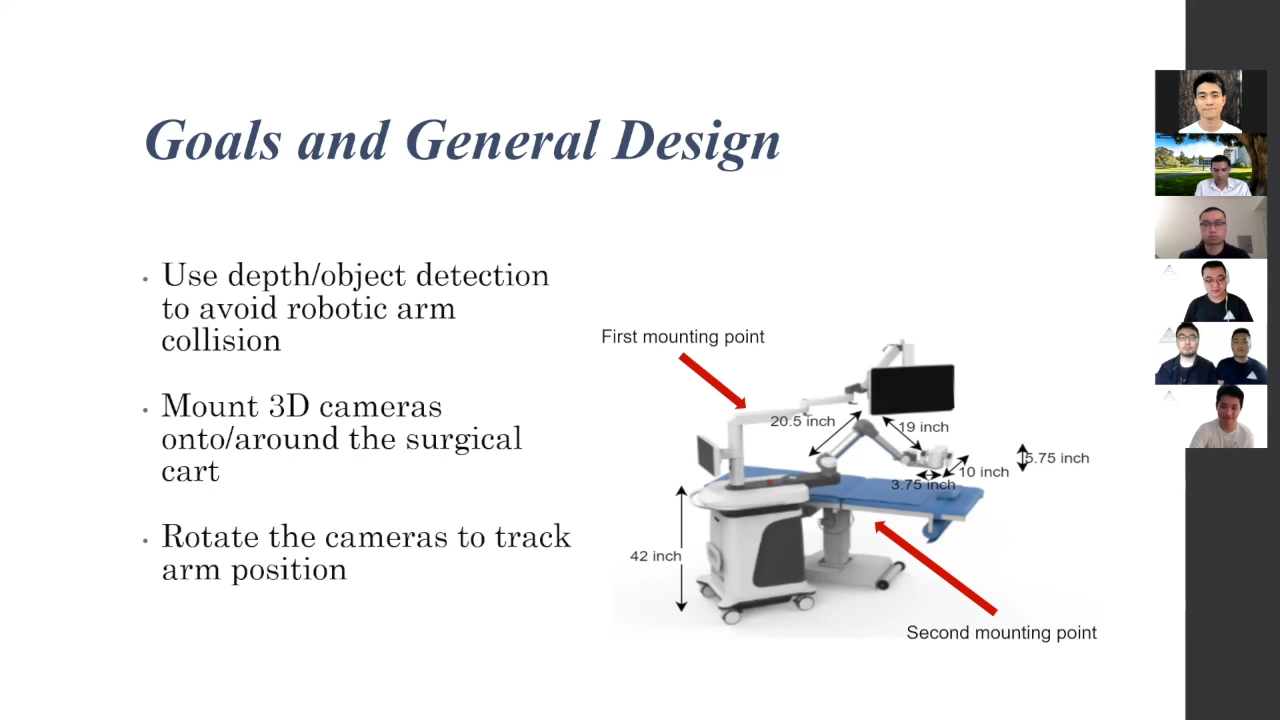 Goals and General Design
Use depth/object detection
to avoid robotic arm
collision
Mount 3D cameras
onto/around the surgical
cart
Rotate the cameras to track
arm position
First mounting point
20.5 inch
19 inch
5.75 inch
10 inch
3.75 inch
42 inch
Second mounting point